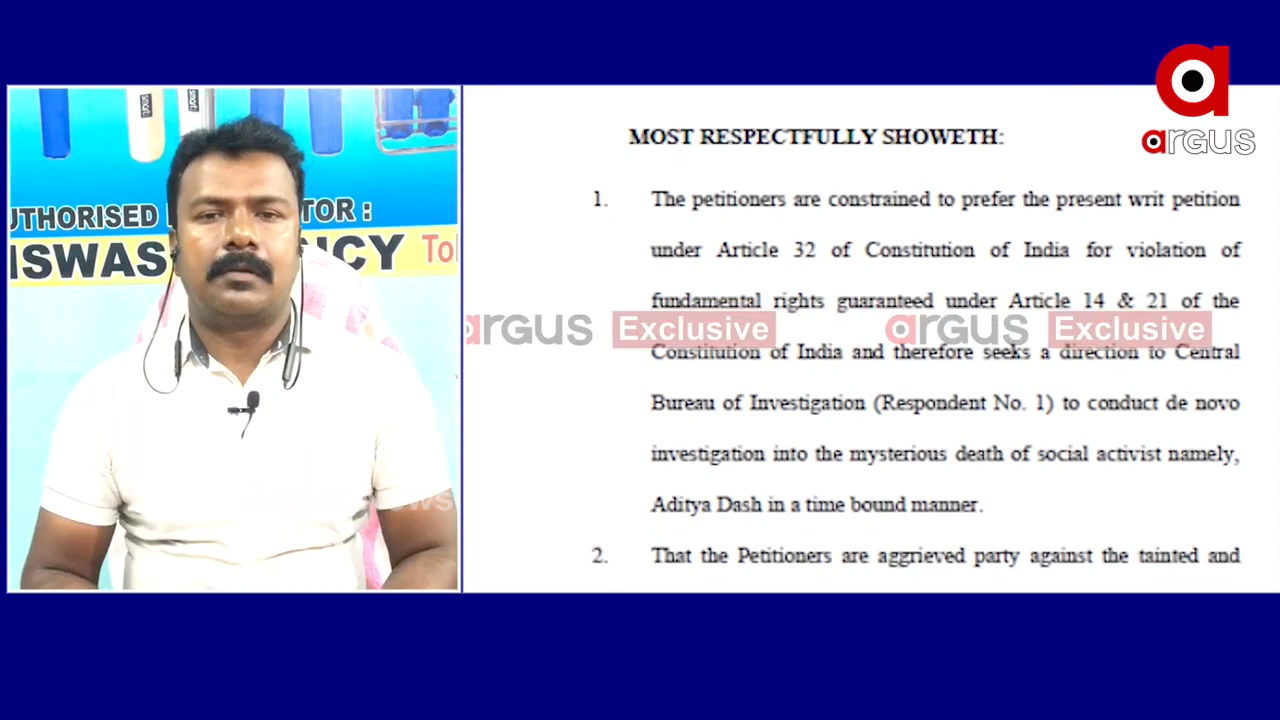 smart
smart
UTHORISED
TOR :
ISWAS
NCY To
MOST RESPECTFULLY SHOWETH:
1. The petitioners are constrained to prefer the present writ petition
under Article 32 of Constitution of India for violation of
fundamental rights guaranteed under Article 14 & 21 of the
Constitution of India and therefore seeks a direction to Central
Bureau of Investigation (Respondent No. 1) to conduct de novo
investigation into the mysterious death of social activist namely,
Aditya Dash in a time bound manner.
2. That the Petitioners are aggrieved party against the tainted and
a
argus
argus Exclusive
argus Exclusive